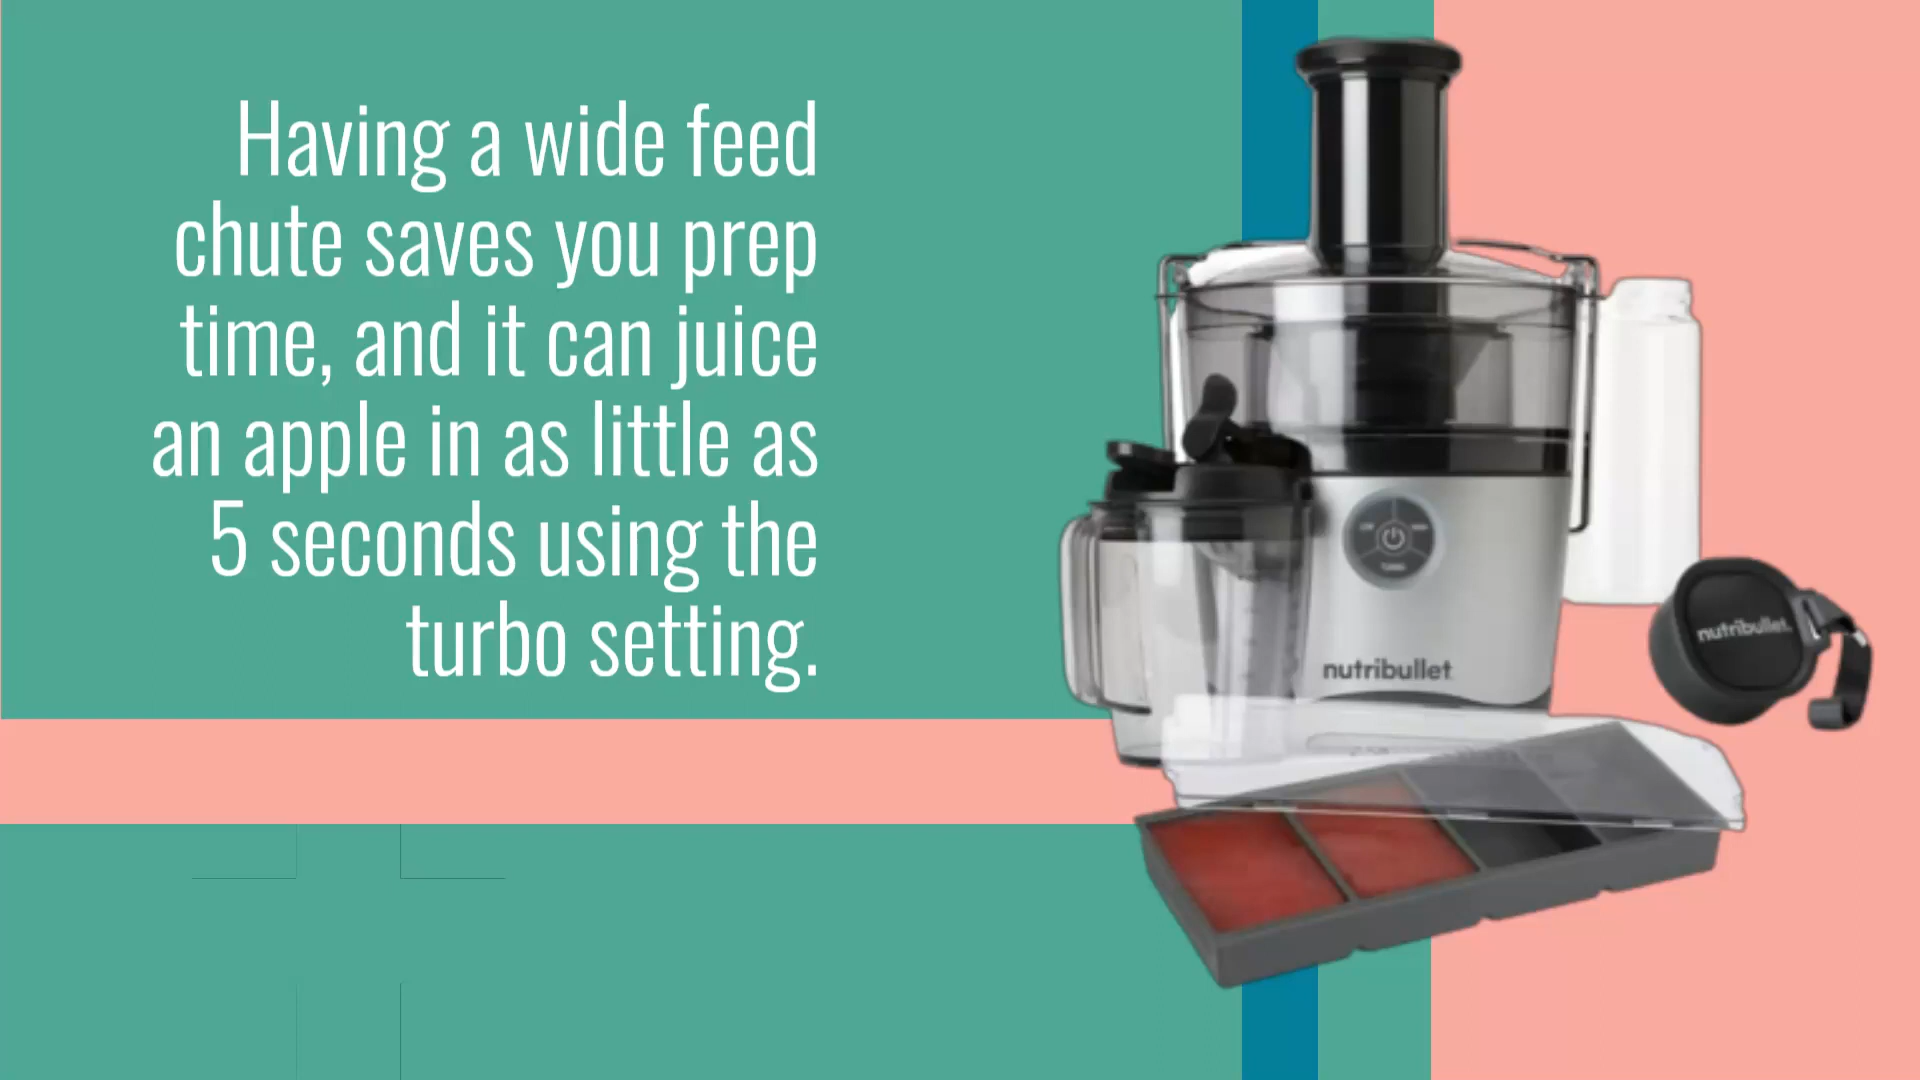 Having a wide feed
chute saves you prep
time, and it can juice
an apple in as little as
5 seconds using the
turbo setting.
nutribullet.
nutribullet